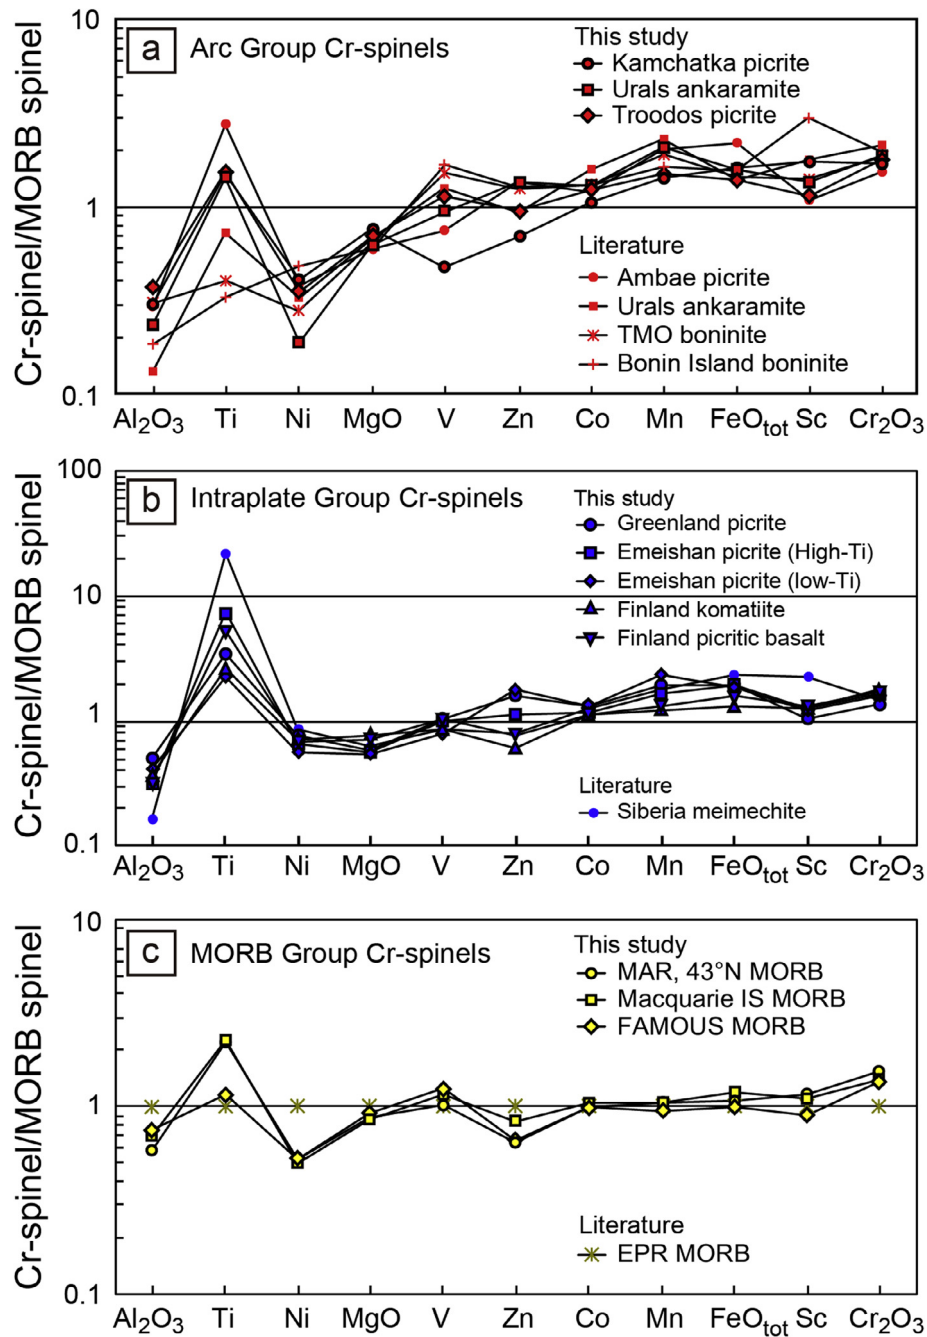 Cr-spinel/MORB spinel
10
1
0.1
a
Arc Group Cr-spinels
This study
Kamchatka picrite
Urals ankaramite
Troodos picrite
Literature
Ambae picrite
Urals ankaramite
TMO boninite
Bonin Island boninite
Al₂O₃ Ti Ni MgO V Zn Co Mn FeO_tot Sc Cr₂O₃
Cr-spinel/MORB spinel
100
10
1
0.1
b
Intraplate Group Cr-spinels
This study
Greenland picrite
Emeishan picrite (High-Ti)
Emeishan picrite (low-Ti)
Finland komatiite
Finland picritic basalt
Literature
Siberia meimechite
Al₂O₃ Ti Ni MgO V Zn Co Mn FeO_tot Sc Cr₂O₃
Cr-spinel/MORB spinel
10
1
0.1
c
MORB Group Cr-spinels
This study
MAR, 43°N MORB
Macquarie IS MORB
FAMOUS MORB
Literature
EPR MORB
Al₂O₃ Ti Ni MgO V Zn Co Mn FeO_tot Sc Cr₂O₃